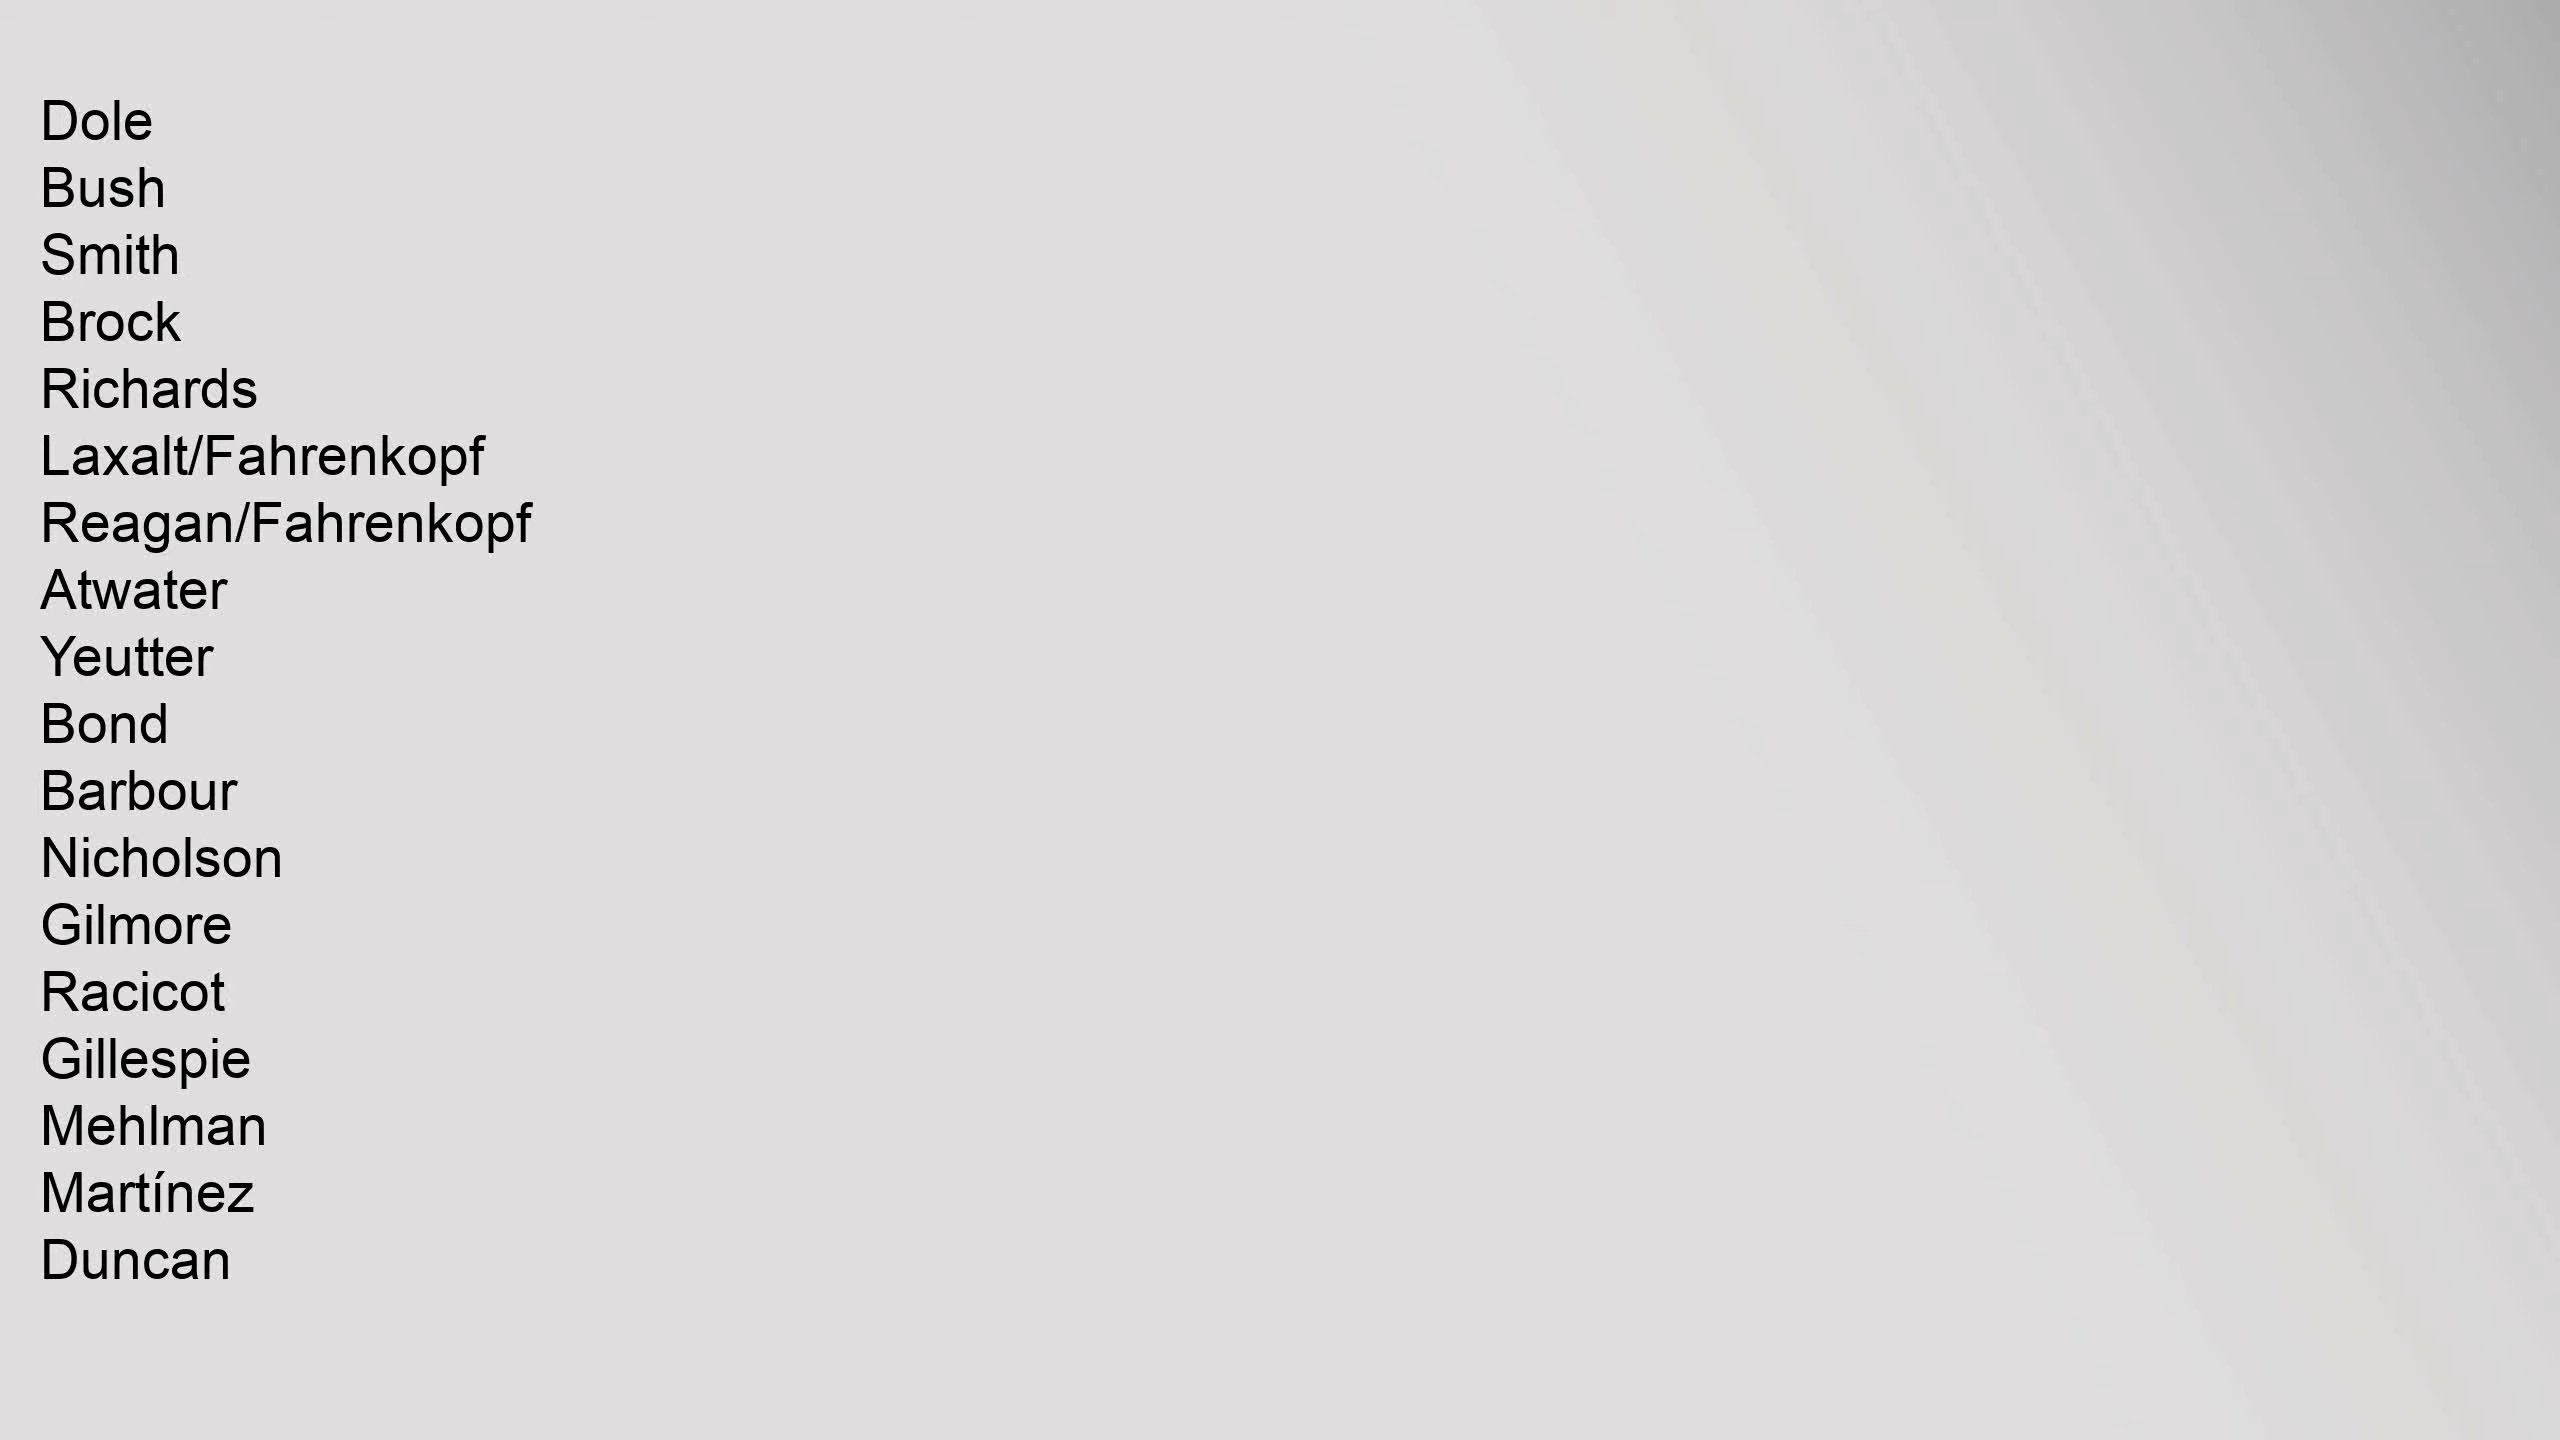 Dole
Bush
Smith
Brock
Richards
Laxalt/Fahrenkopf
Reagan/Fahrenkopf
Atwater
Yeutter
Bond
Barbour
Nicholson
Gilmore
Racicot
Gillespie
Mehlman
Martínez
Duncan